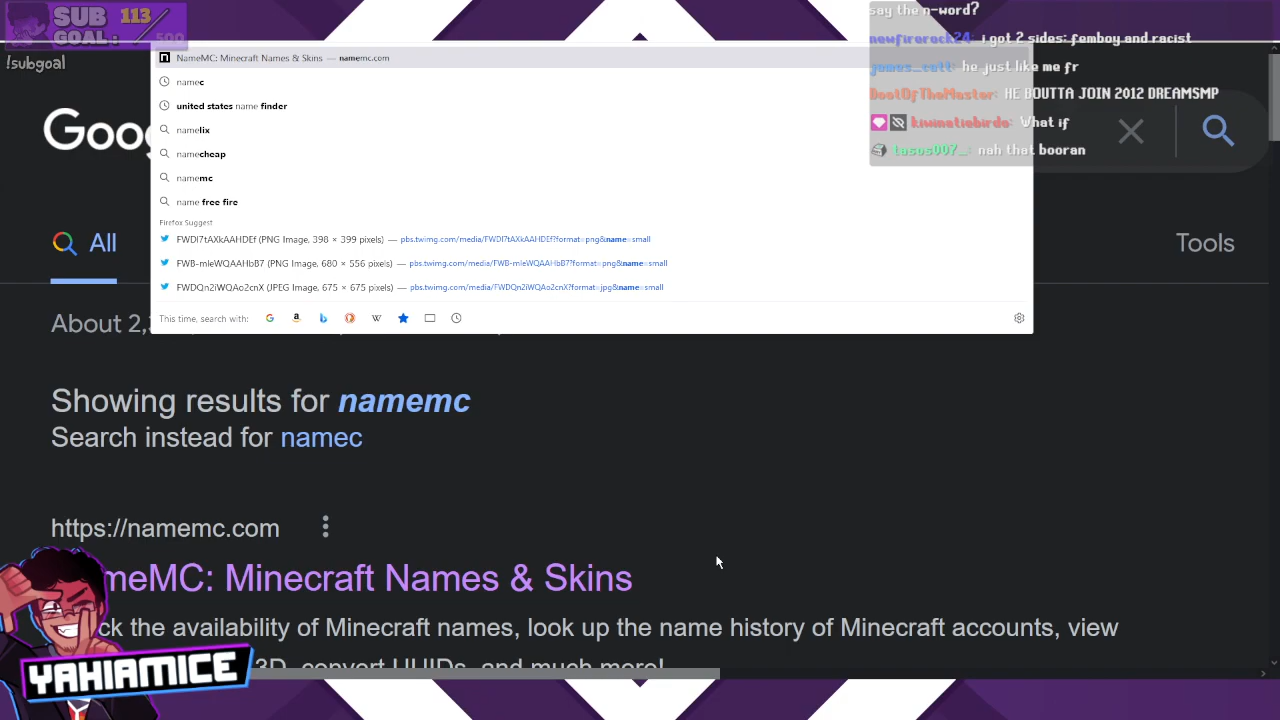 SUB
GOAL:
113/
500
!subgoal
say the n-word?
newfirerock24: i got 2 sides: femboy and racist
james_call: he just like me fr
DootOfTheMaster: HE BOUTTA JOIN 2012 DREAMSMP
kiwinatiebirdo: What if
tasos007_: nah that booran
NameMC: Minecraft Names & Skins — namemc.com
namec
united states name finder
namelix
namecheap
namemc
name free fire
Firefox Suggest
FWDI7tAXkAAHDEf (PNG Image, 398 × 399 pixels) — pbs.twimg.com/media/FWDI7tAXkAAHDEf?format=png&name=small
FWB-mIeWQAAHbB7 (PNG Image, 680 × 556 pixels) — pbs.twimg.com/media/FWB-mIeWQAAHbB7?format=png&name=small
FWDQn2iWQAo2cnX (JPEG Image, 675 × 675 pixels) — pbs.twimg.com/media/FWDQn2iWQAo2cnX?format=jpg&name=small
This time, search with:
Goog
All
Tools
About 2,
Showing results for namemc
Search instead for namec
https://namemc.com
meMC: Minecraft Names & Skins
ck the availability of Minecraft names, look up the name history of Minecraft accounts, view
3D, convert UUIDs, and much more!
YAHIAMICE